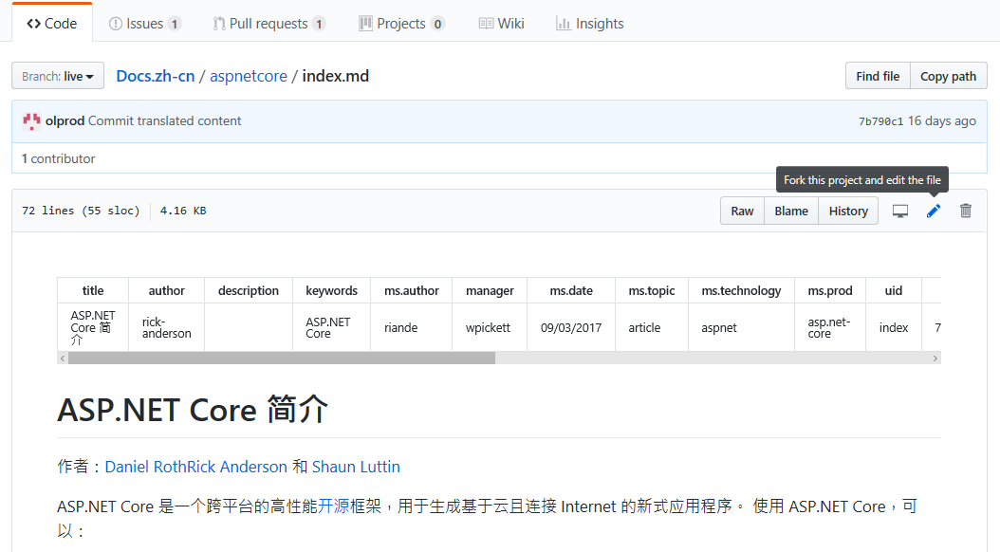 Code Issues 1 Pull requests 1 Projects 0 Wiki Insights
Branch: live Docs.zh-cn / aspnetcore / index.md Find file Copy path
olprod Commit translated content 7b790c1 16 days ago
1 contributor
Fork this project and edit the file
72 lines (55 sloc) 4.16 KB Raw Blame History
title author description keywords ms.author manager ms.date ms.topic ms.technology ms.prod uid
ASP.NET Core 简介 rick-anderson ASP.NET Core riande wpickett 09/03/2017 article aspnet asp.net-core index 7
ASP.NET Core 简介
作者：Daniel RothRick Anderson 和 Shaun Luttin
ASP.NET Core 是一个跨平台的高性能开源框架，用于生成基于云且连接 Internet 的新式应用程序。 使用 ASP.NET Core，可
以：